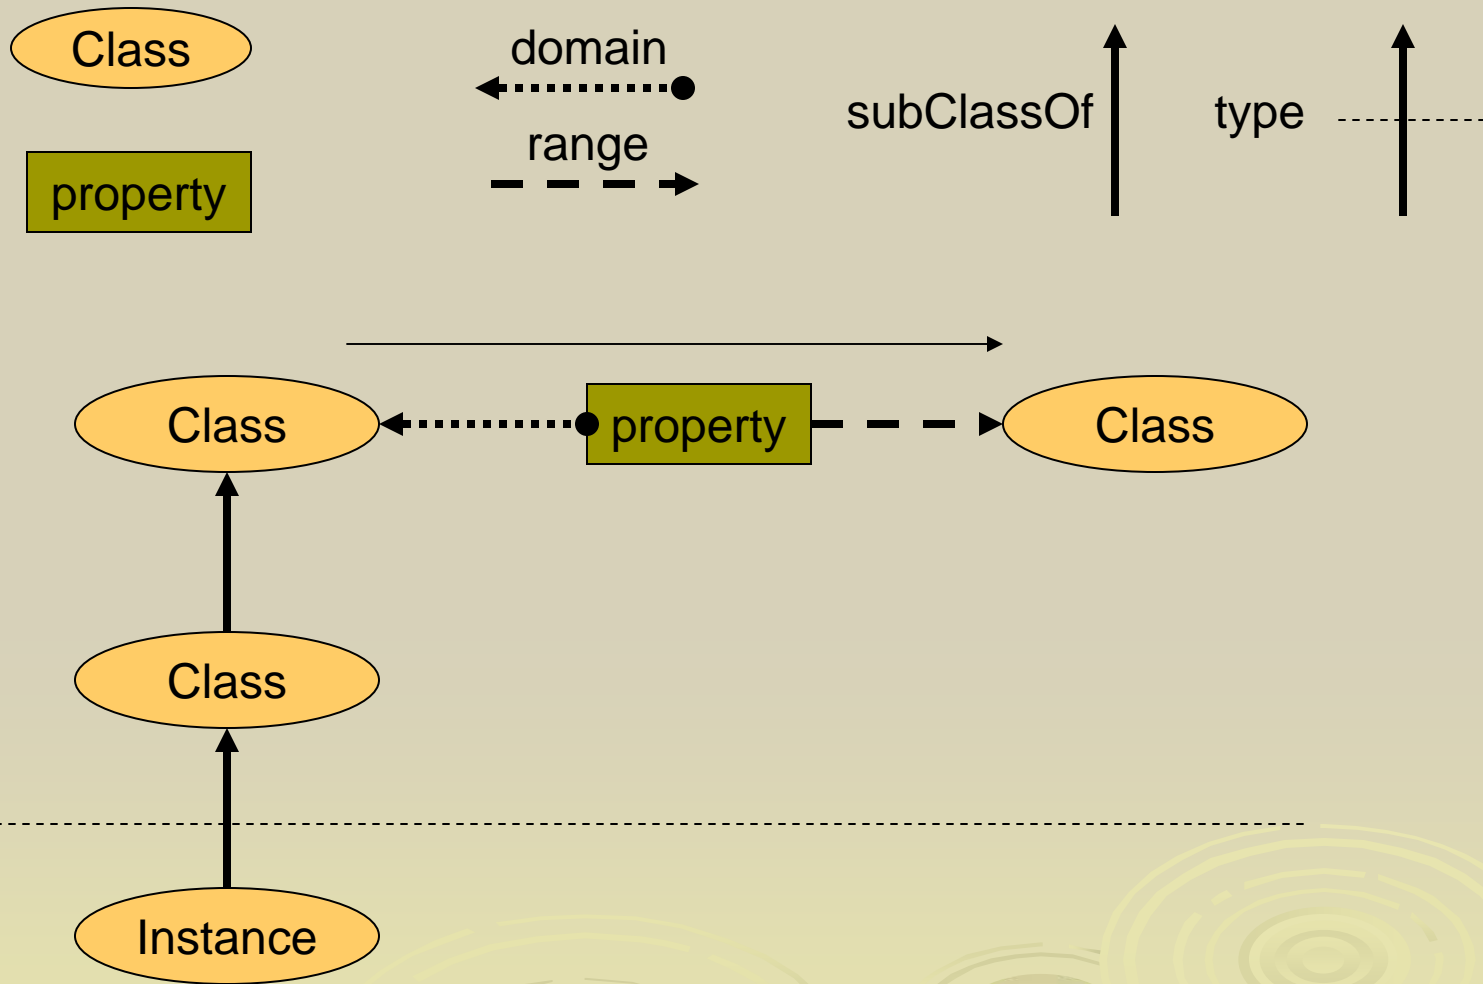 Class
domain
subClassOf
type
range
property
Class
property
Class
Class
Instance